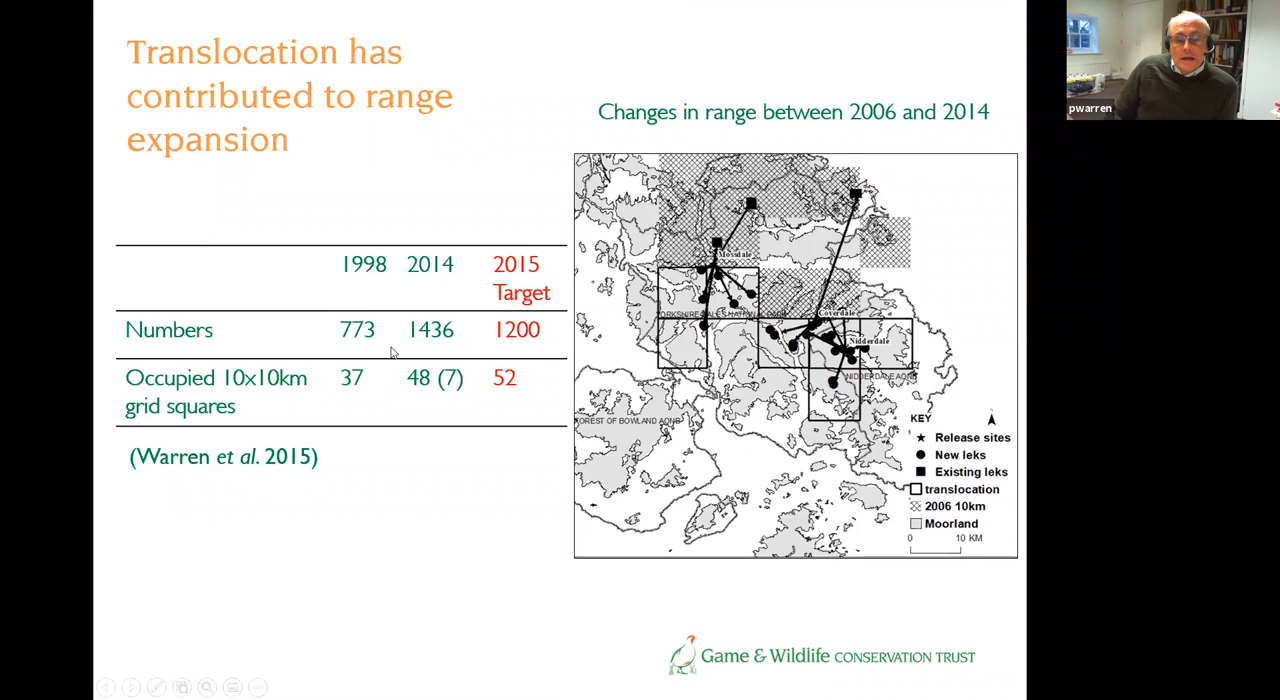 Translocation has
contributed to range
expansion
Changes in range between 2006 and 2014
1998 2014 2015
Target
Numbers 773 1436 1200
Occupied 10x10km 37 48 (7) 52
grid squares
(Warren et al. 2015)
Mossdale
YORKSHIRE DALES NATIONAL PARK
Coverdale
Nidderdale
NIDDERDALE AONB
FOREST OF BOWLAND AONB
KEY
Release sites
New leks
Existing leks
translocation
2006 10km
Moorland
0 10 KM
Game & Wildlife CONSERVATION TRUST
pwarren